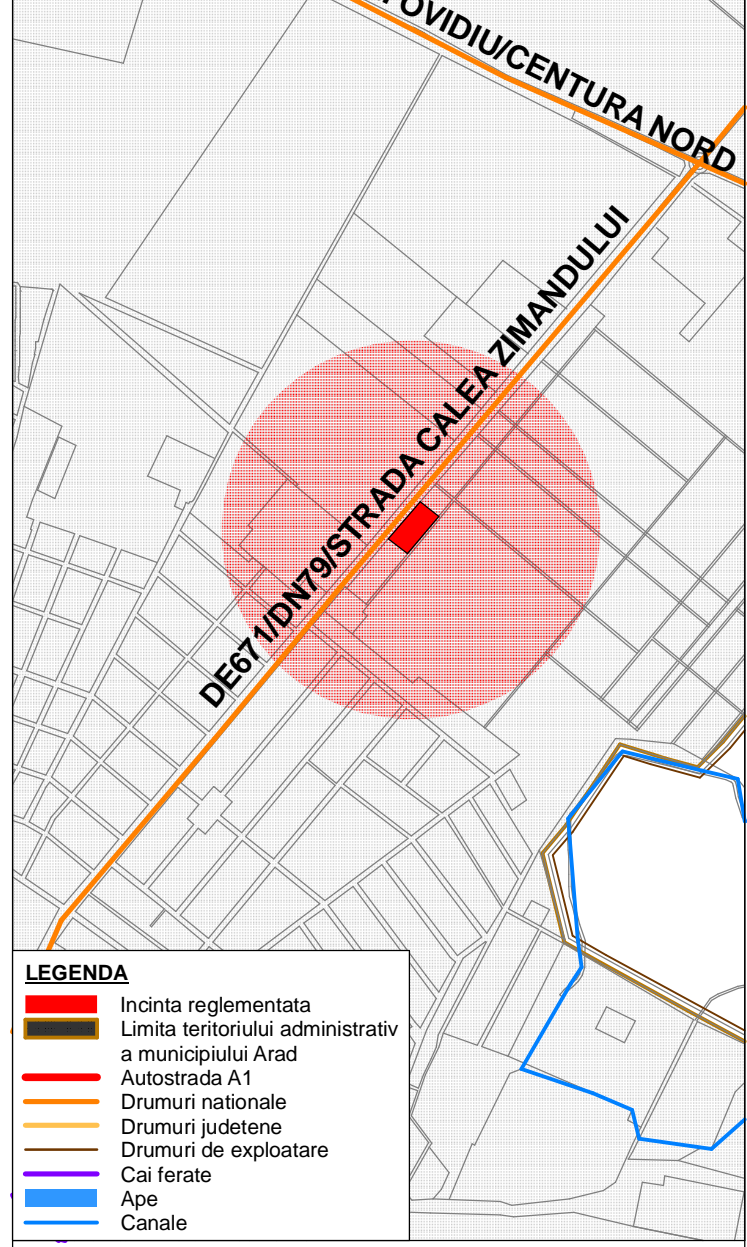 OVIDIU/CENTURA NORD
DE671/DN79/STRADA CALEA ZIMANDULUI
LEGENDA
Incinta reglementata
Limita teritoriului administrativ
a municipiului Arad
Autostrada A1
Drumuri nationale
Drumuri judetene
Drumuri de exploatare
Cai ferate
Ape
Canale